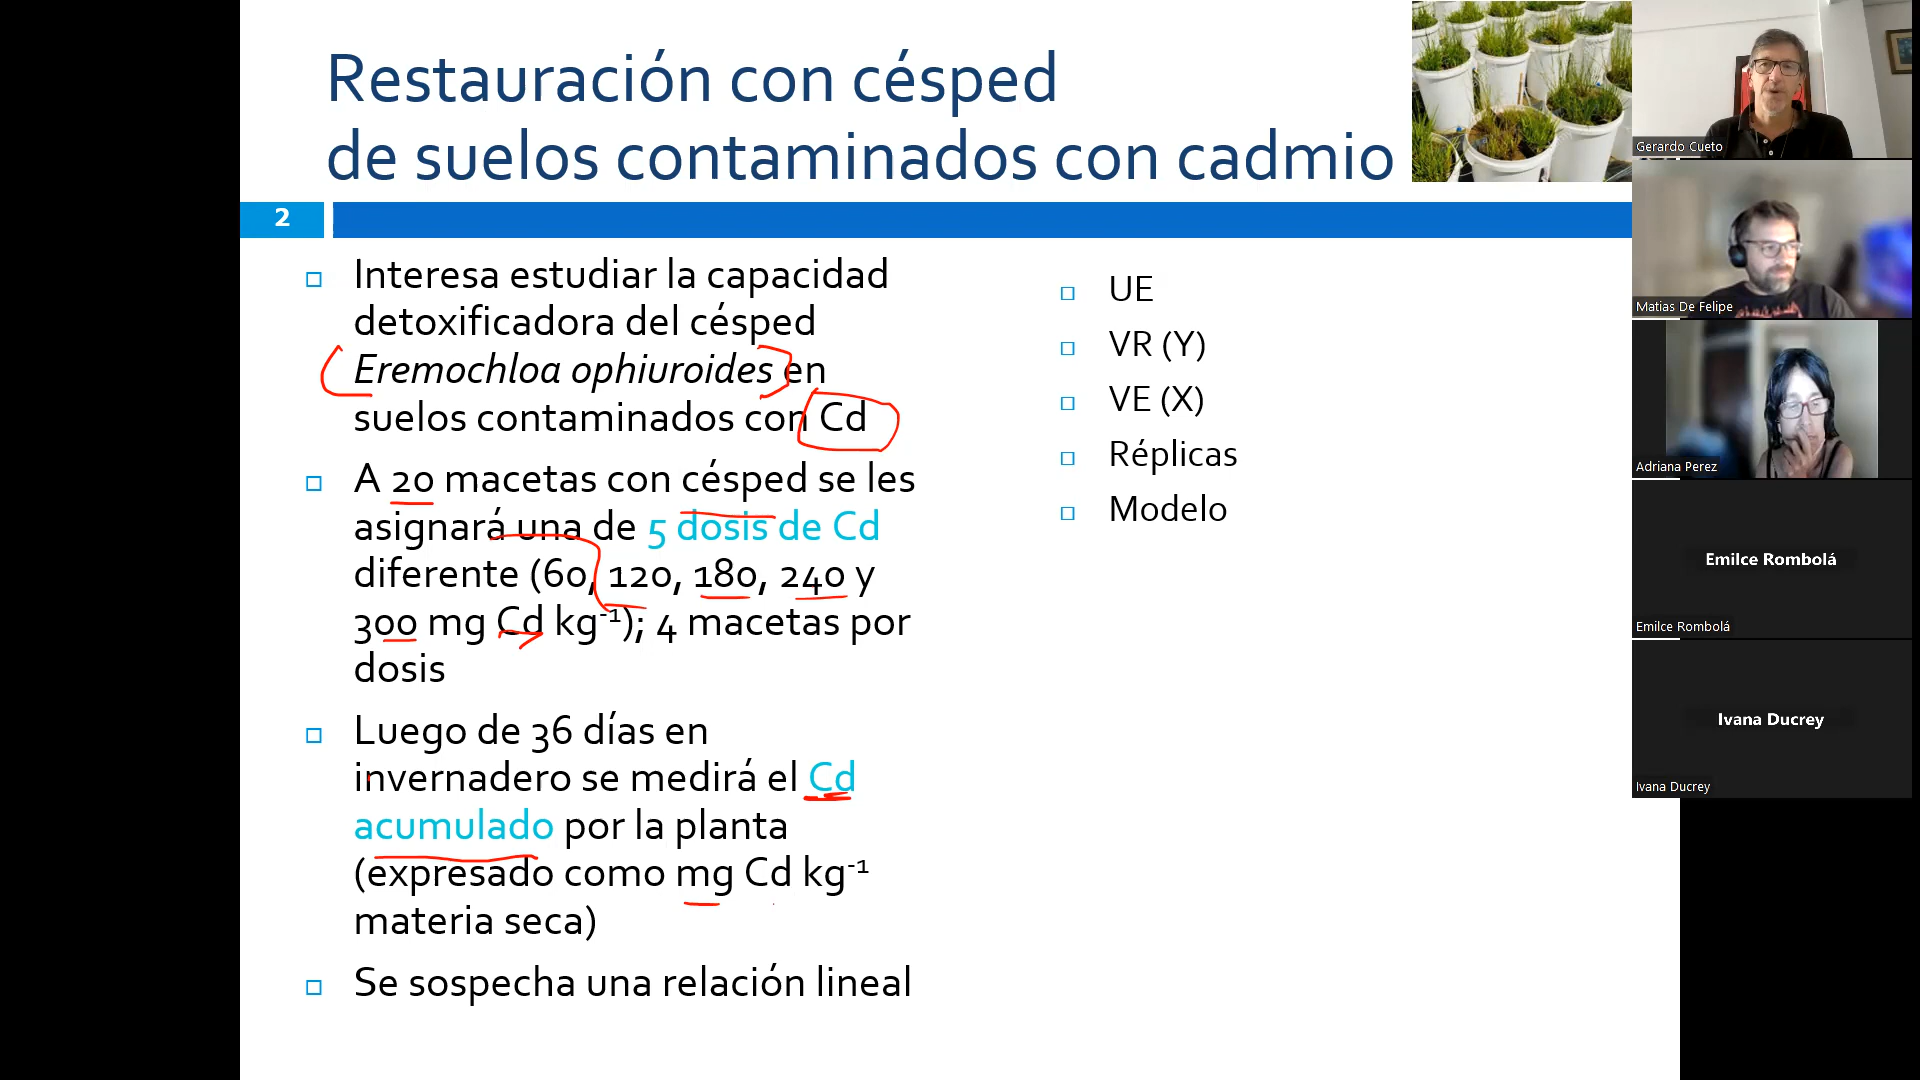 Restauración con césped
de suelos contaminados con cadmio
2
Interesa estudiar la capacidad
detoxificadora del césped
Eremochloa ophiuroides en
suelos contaminados con Cd
A 20 macetas con césped se les
asignará una de 5 dosis de Cd
diferente (60, 120, 180, 240 y
300 mg Cd kg⁻¹); 4 macetas por
dosis
Luego de 36 días en
invernadero se medirá el Cd
acumulado por la planta
(expresado como mg Cd kg⁻¹
materia seca)
Se sospecha una relación lineal
UE
VR (Y)
VE (X)
Réplicas
Modelo
Gerardo Cueto
Matias De Felipe
Adriana Perez
Emilce Rombolá
Emilce Rombolá
Ivana Ducrey
Ivana Ducrey